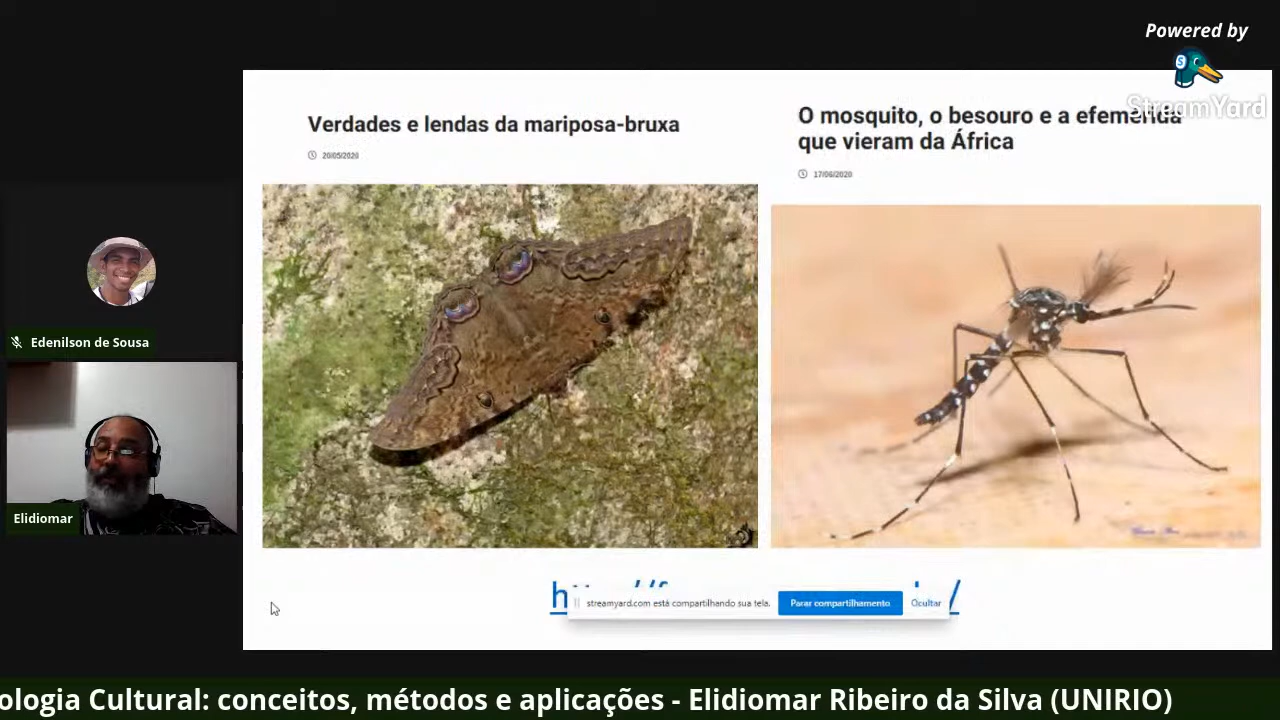 Powered by
StreamYard
Verdades e lendas da mariposa-bruxa
20/05/2020
O mosquito, o besouro e a efemérida
que vieram da África
17/06/2020
Edenilson de Sousa
Elidiomar
streamyard.com está compartilhando sua tela.
Parar compartilhamento
Ocultar
ologia Cultural: conceitos, métodos e aplicações - Elidiomar Ribeiro da Silva (UNIRIO)